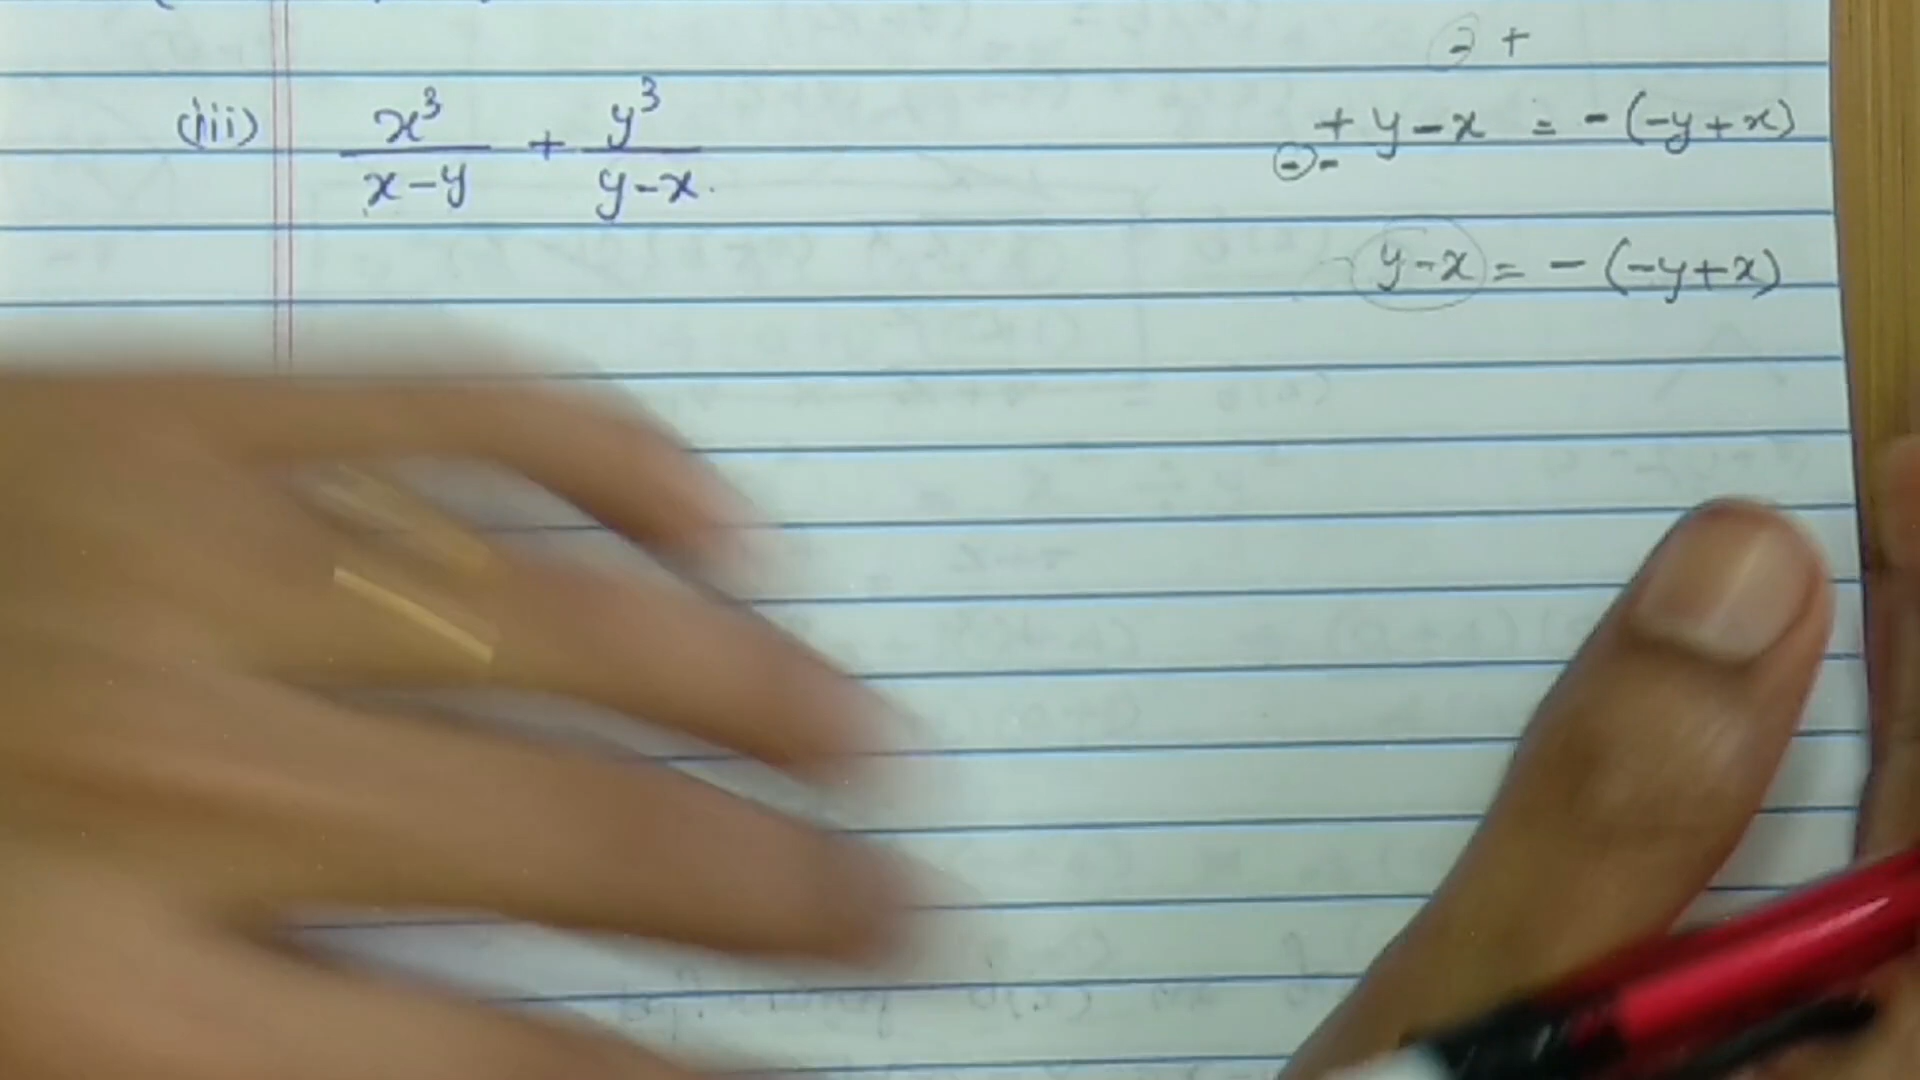 - +
(iii) x³/(x-y) + y³/(y-x).
+ y - x = - (-y + x)
- -
y - x = - (-y + x)